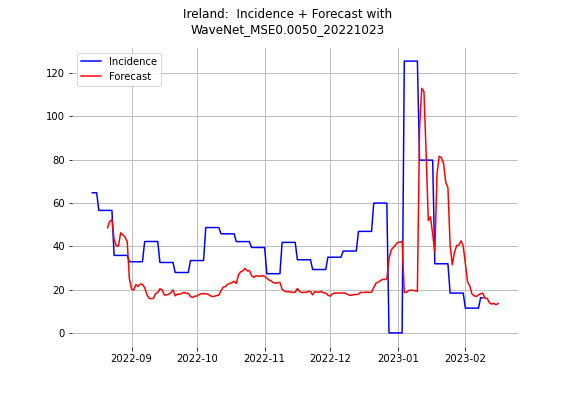 Ireland:  Incidence + Forecast with
WaveNet_MSE0.0050_20221023
Incidence
Forecast
120
100
80
60
40
20
0
2022-09 2022-10 2022-11 2022-12 2023-01 2023-02